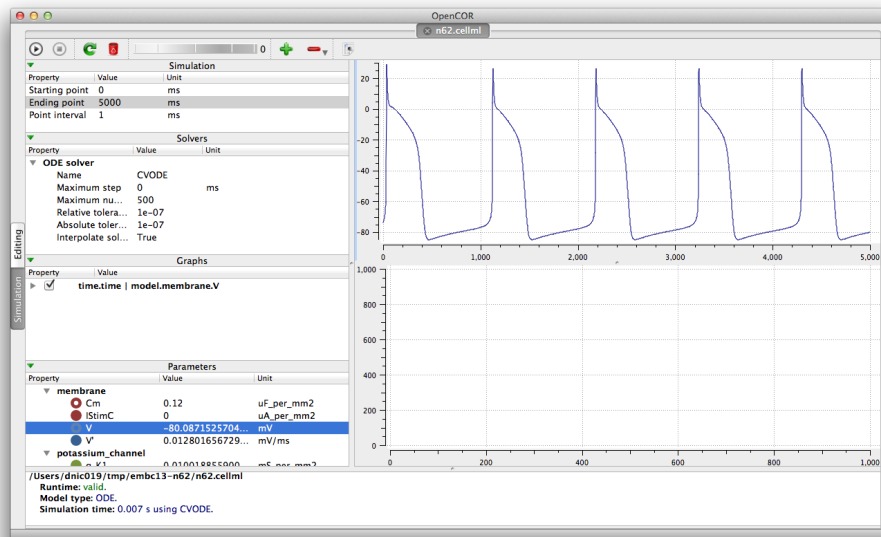 OpenCOR
n62.cellml
0
Simulation
Property Value Unit
Starting point 0 ms
Ending point 5000 ms
Point interval 1 ms
Solvers
Property Value Unit
ODE solver
Name CVODE
Maximum step 0 ms
Maximum nu... 500
Relative tolera... 1e-07
Absolute toler... 1e-07
Interpolate sol... True
Editing
Simulation
Graphs
Property Value
time.time | model.membrane.V
Parameters
Property Value Unit
membrane
Cm 0.12 uF_per_mm2
IStimC 0 uA_per_mm2
V -80.0871525704... mV
V' 0.012801656729... mV/ms
potassium_channel
g_K1 0.010018855900 mS_per_mm2
20
0
-20
-40
-60
-80
0 1,000 2,000 3,000 4,000 5,000
1,000
800
600
400
200
0
0 200 400 600 800 1,000
/Users/dnic019/tmp/embc13-n62/n62.cellml
Runtime: valid.
Model type: ODE.
Simulation time: 0.007 s using CVODE.